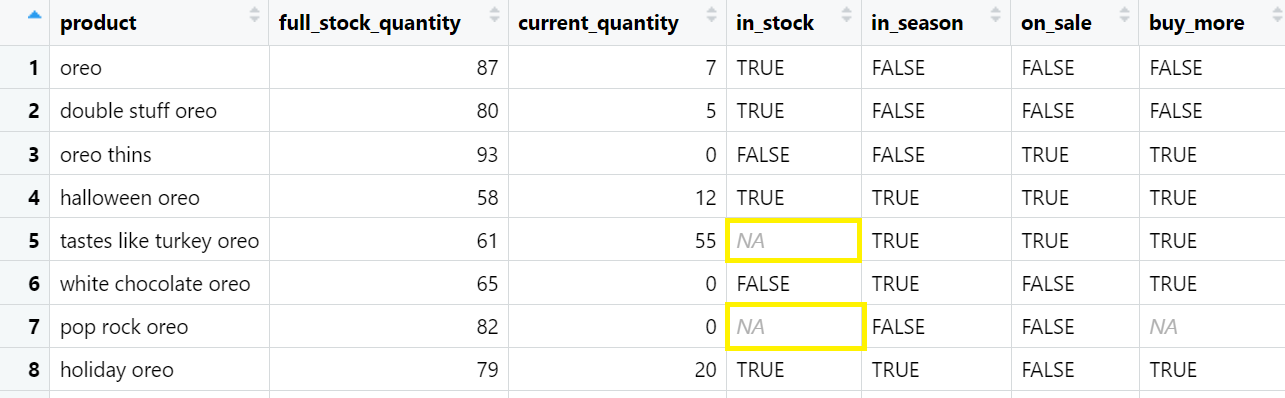 product full_stock_quantity current_quantity in_stock in_season on_sale buy_more
1 oreo 87 7 TRUE FALSE FALSE FALSE
2 double stuff oreo 80 5 TRUE FALSE FALSE FALSE
3 oreo thins 93 0 FALSE FALSE TRUE TRUE
4 halloween oreo 58 12 TRUE TRUE TRUE TRUE
5 tastes like turkey oreo 61 55 NA TRUE TRUE TRUE
6 white chocolate oreo 65 0 FALSE TRUE FALSE TRUE
7 pop rock oreo 82 0 NA FALSE FALSE NA
8 holiday oreo 79 20 TRUE TRUE FALSE TRUE